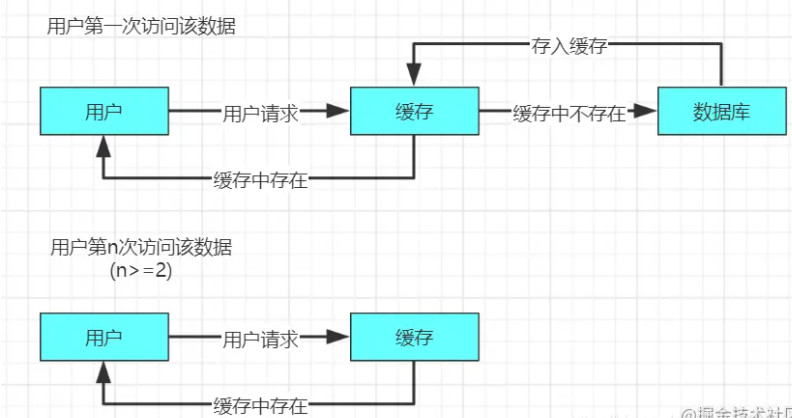 用户第一次访问该数据
存入缓存
用户
用户请求
缓存
缓存中不存在
数据库
缓存中存在
用户第n次访问该数据
(n>=2)
用户
用户请求
缓存
缓存中存在
@掘金技术社区